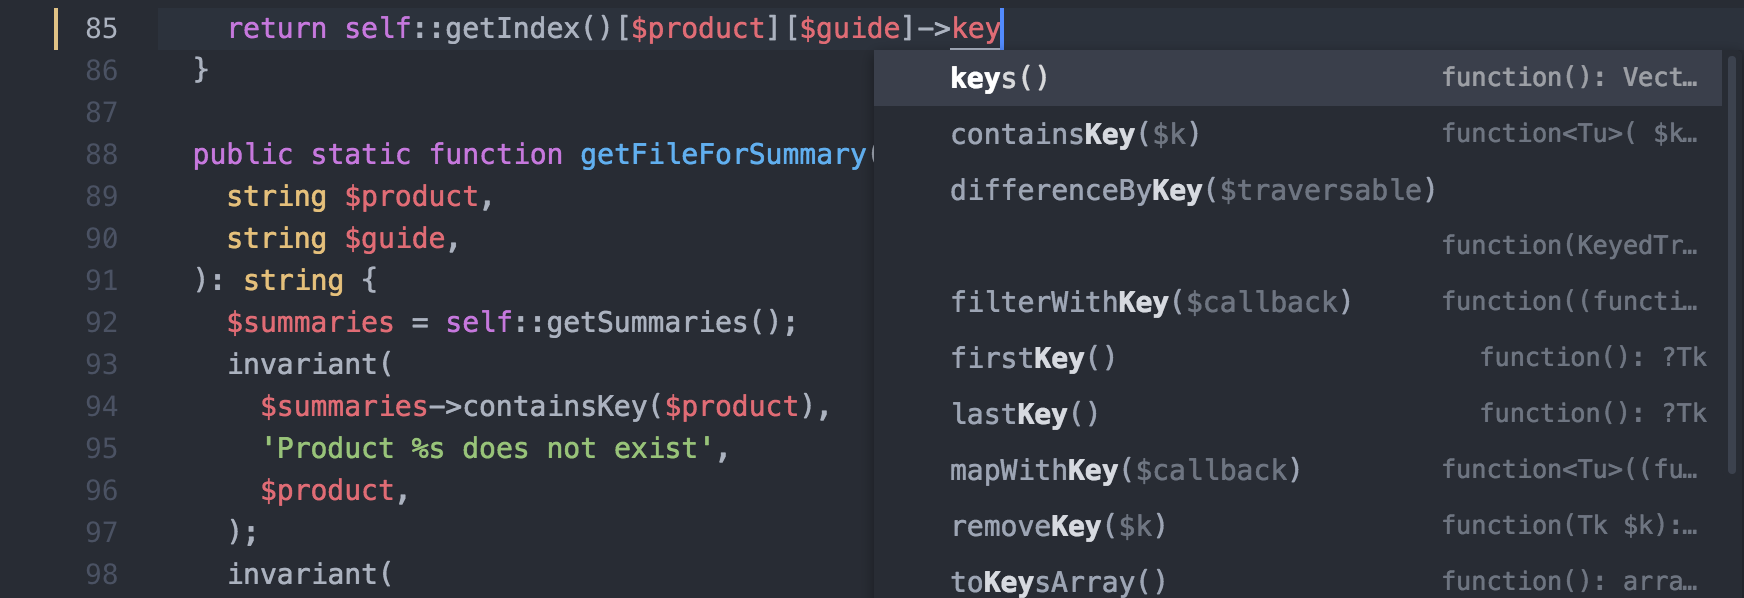 85 return self::getIndex()[$product][$guide]->key
86 }
87
88 public static function getFileForSummary(
89 string $product,
90 string $guide,
91 ): string {
92 $summaries = self::getSummaries();
93 invariant(
94 $summaries->containsKey($product),
95 'Product %s does not exist',
96 $product,
97 );
98 invariant(
keys() function(): Vect…
containsKey($k) function<Tu>( $k…
differenceByKey($traversable)
function(KeyedTr…
filterWithKey($callback) function((functi…
firstKey() function(): ?Tk
lastKey() function(): ?Tk
mapWithKey($callback) function<Tu>((fu…
removeKey($k) function(Tk $k):…
toKeysArray() function(): arra…